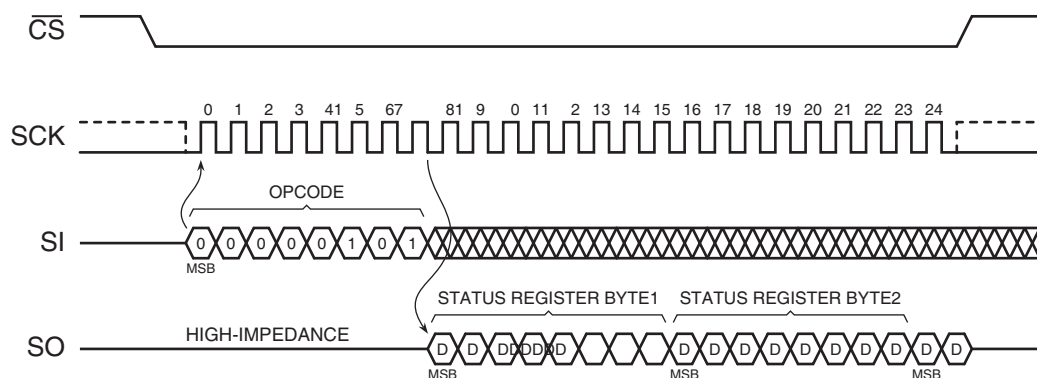 CS
SCK
0 1 2 3 41 5 67 81 9 0 11 2 13 14 15 16 17 18 19 20 21 22 23 24
OPCODE
SI
0 0 0 0 0 1 0 1
MSB
STATUS REGISTER BYTE1 STATUS REGISTER BYTE2
HIGH-IMPEDANCE
SO
D D DDDDDD D D D D D D D D D D
MSB MSB MSB